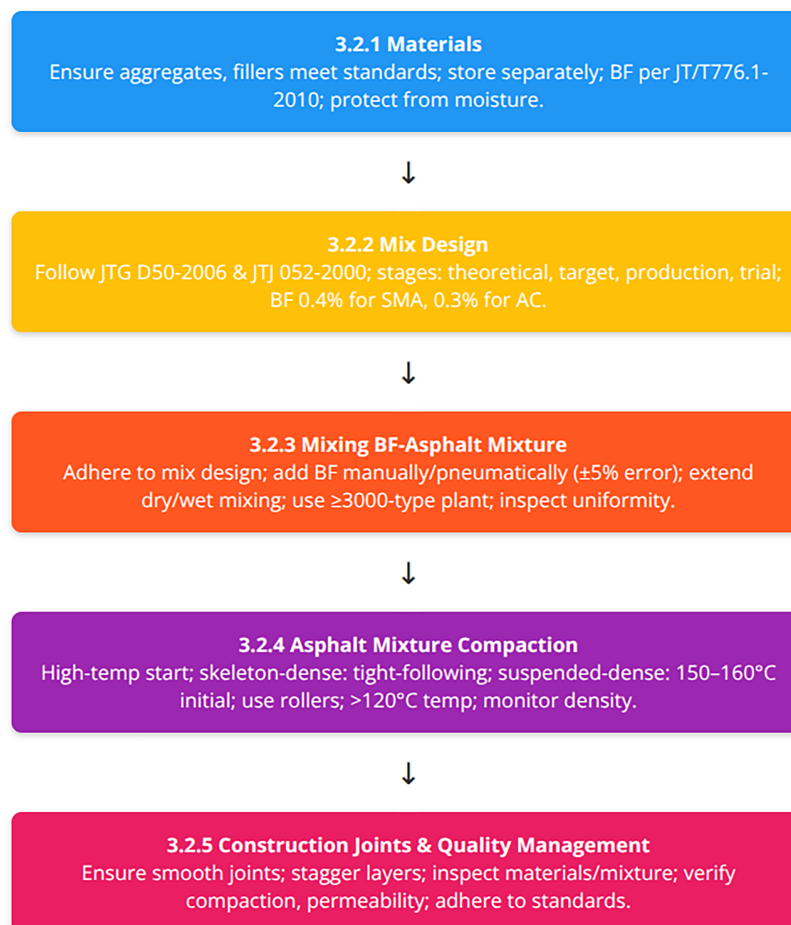 3.2.1 Materials
Ensure aggregates, fillers meet standards; store separately; BF per JT/T776.1-
2010; protect from moisture.
↓
3.2.2 Mix Design
Follow JTG D50-2006 & JTJ 052-2000; stages: theoretical, target, production, trial;
BF 0.4% for SMA, 0.3% for AC.
↓
3.2.3 Mixing BF-Asphalt Mixture
Adhere to mix design; add BF manually/pneumatically (±5% error); extend
dry/wet mixing; use ≥3000-type plant; inspect uniformity.
↓
3.2.4 Asphalt Mixture Compaction
High-temp start; skeleton-dense: tight-following; suspended-dense: 150–160°C
initial; use rollers; >120°C temp; monitor density.
↓
3.2.5 Construction Joints & Quality Management
Ensure smooth joints; stagger layers; inspect materials/mixture; verify
compaction, permeability; adhere to standards.